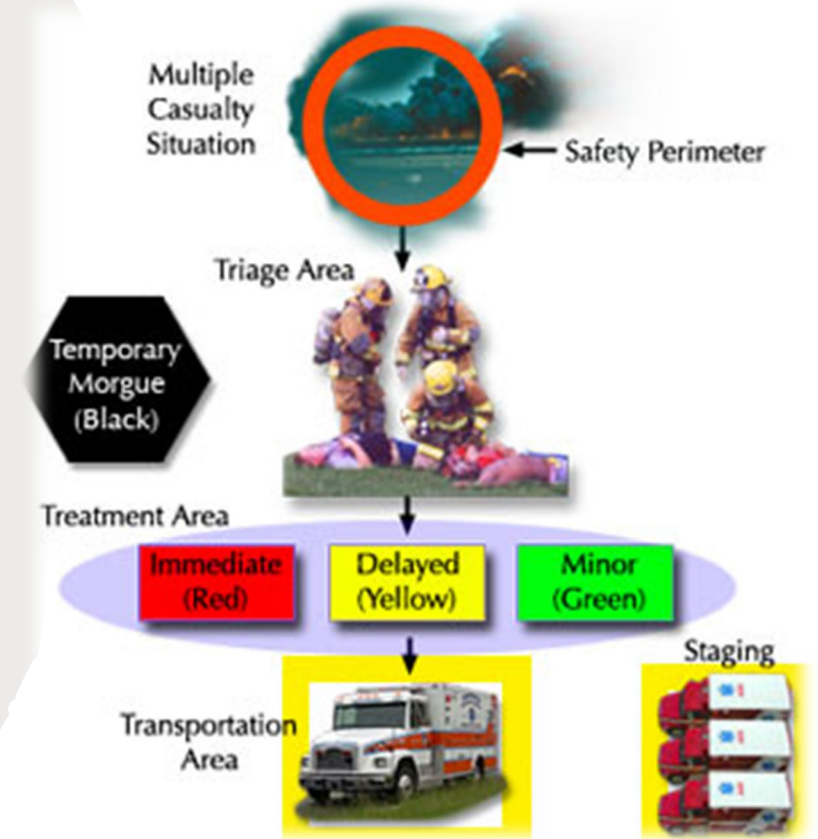 Multiple
Casualty
Situation
Safety Perimeter
Triage Area
Temporary
Morgue
(Black)
Treatment Area
Immediate
(Red)
Delayed
(Yellow)
Minor
(Green)
Staging
Transportation
Area